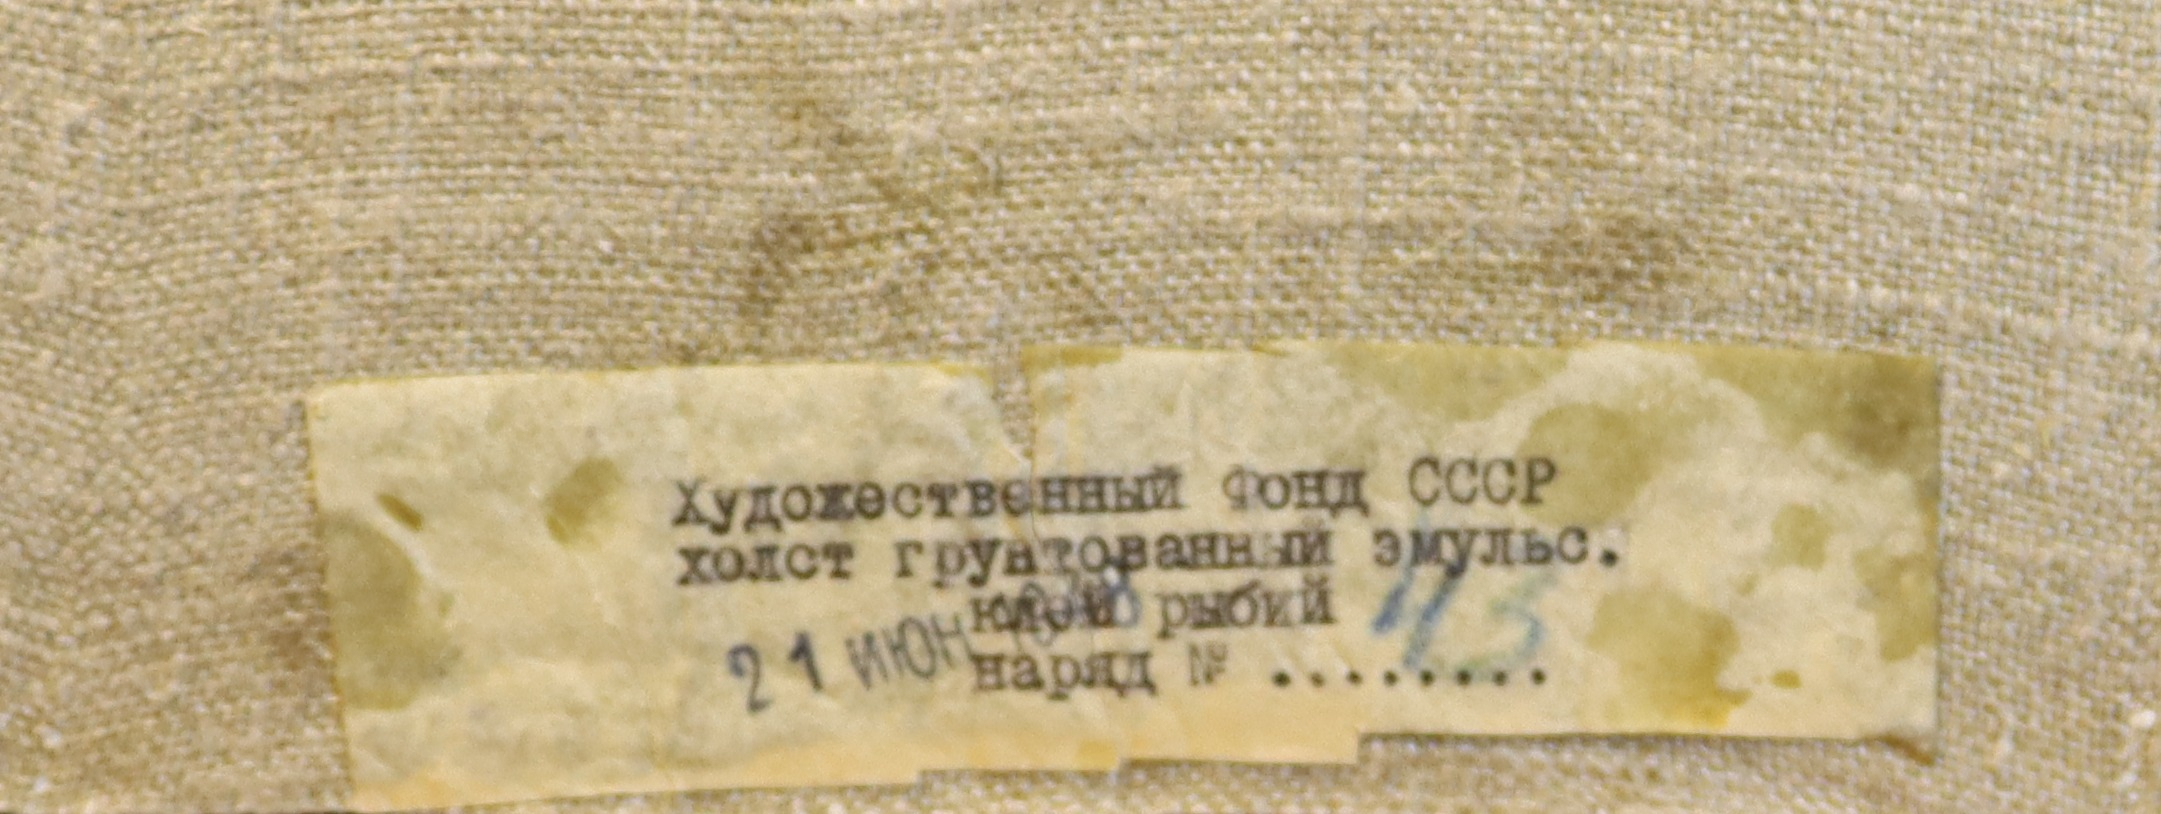 Художественный Фонд СССР
холст грунтованный эмульс.
клей рыбий
наряд № .........
21 ИЮН